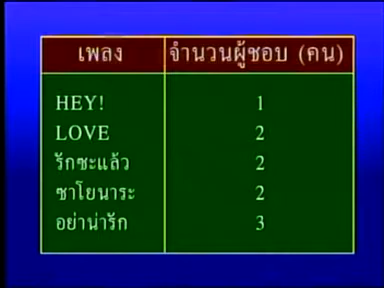 เพลง จำนวนผู้ชอบ (คน)
HEY! 1
LOVE 2
รักซะแล้ว 2
ซาโยนาระ 2
อย่าน่ารัก 3